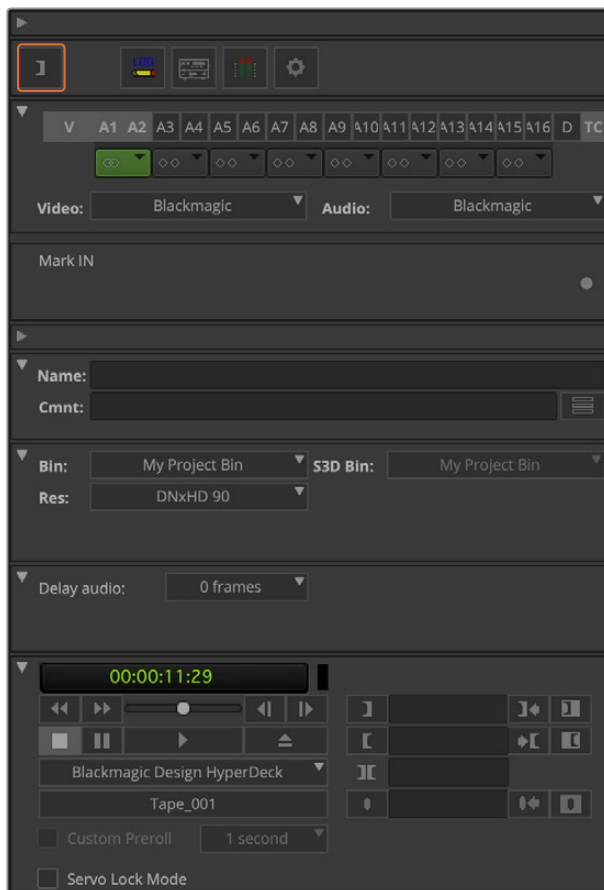 LOG
V A1 A2 A3 A4 A5 A6 A7 A8 A9 A10 A11 A12 A13 A14 A15 A16 D TC
Video: Blackmagic Audio: Blackmagic
Mark IN
Name:
Cmnt:
Bin: My Project Bin S3D Bin: My Project Bin
Res: DNxHD 90
Delay audio: 0 frames
00:00:11:29
Blackmagic Design HyperDeck
Tape_001
Custom Preroll 1 second
Servo Lock Mode